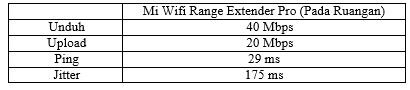 Mi Wifi Range Extender Pro (Pada Ruangan)
Unduh 40 Mbps
Upload 20 Mbps
Ping 29 ms
Jitter 175 ms